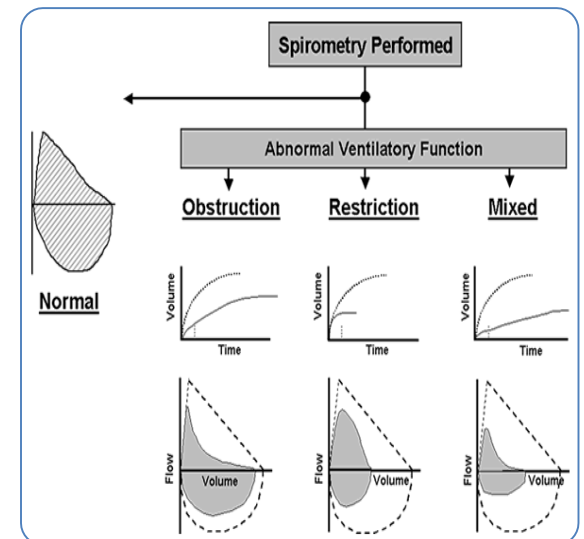 Spirometry Performed
Abnormal Ventilatory Function
Obstruction Restriction Mixed
Normal
Volume Volume Volume
Time Time Time
Flow Flow Flow
Volume Volume Volume